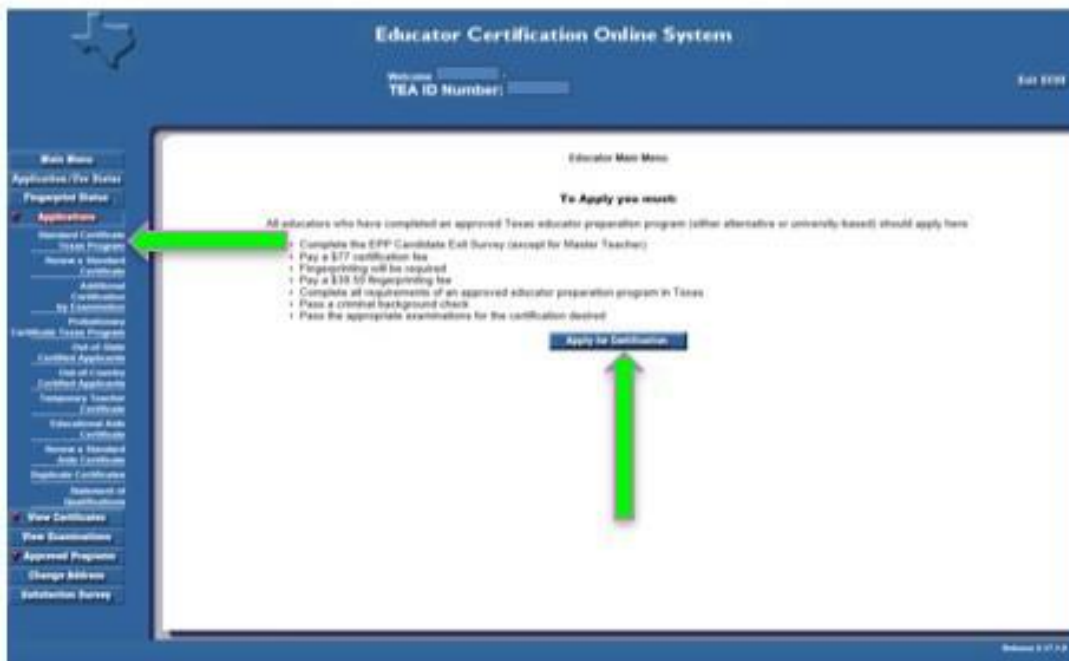 Educator Certification Online System
Welcome
TEA ID Number:
Exit ECOS
Main Menu
Application/Fee Status
Fingerprint Status
Applications
Standard Certificate
Texas Program
Renew a Standard
Certificate
Additional
Certification
by Examination
Probationary
Certificate Texas Program
Out of State
Certified Applicants
Out of Country
Certified Applicants
Temporary Teacher
Certificate
Educational Aide
Certificate
Renew a Standard
Aide Certificate
Duplicate Certificates
Statement of
Qualifications
View Certificates
View Examinations
Approved Programs
Change Address
Satisfaction Survey
Educator Main Menu
To Apply you must:
All educators who have completed an approved Texas educator preparation program (either alternative or university-based) should apply here
Complete the EPP Candidate Exit Survey (except for Master Teacher)
Pay a $77 certification fee
Fingerprinting will be required
Pay a fingerprinting fee
Complete all requirements of an approved educator preparation program in Texas
Pass a criminal background check
Pass the appropriate examinations for the certification desired
Apply for Certification
Release